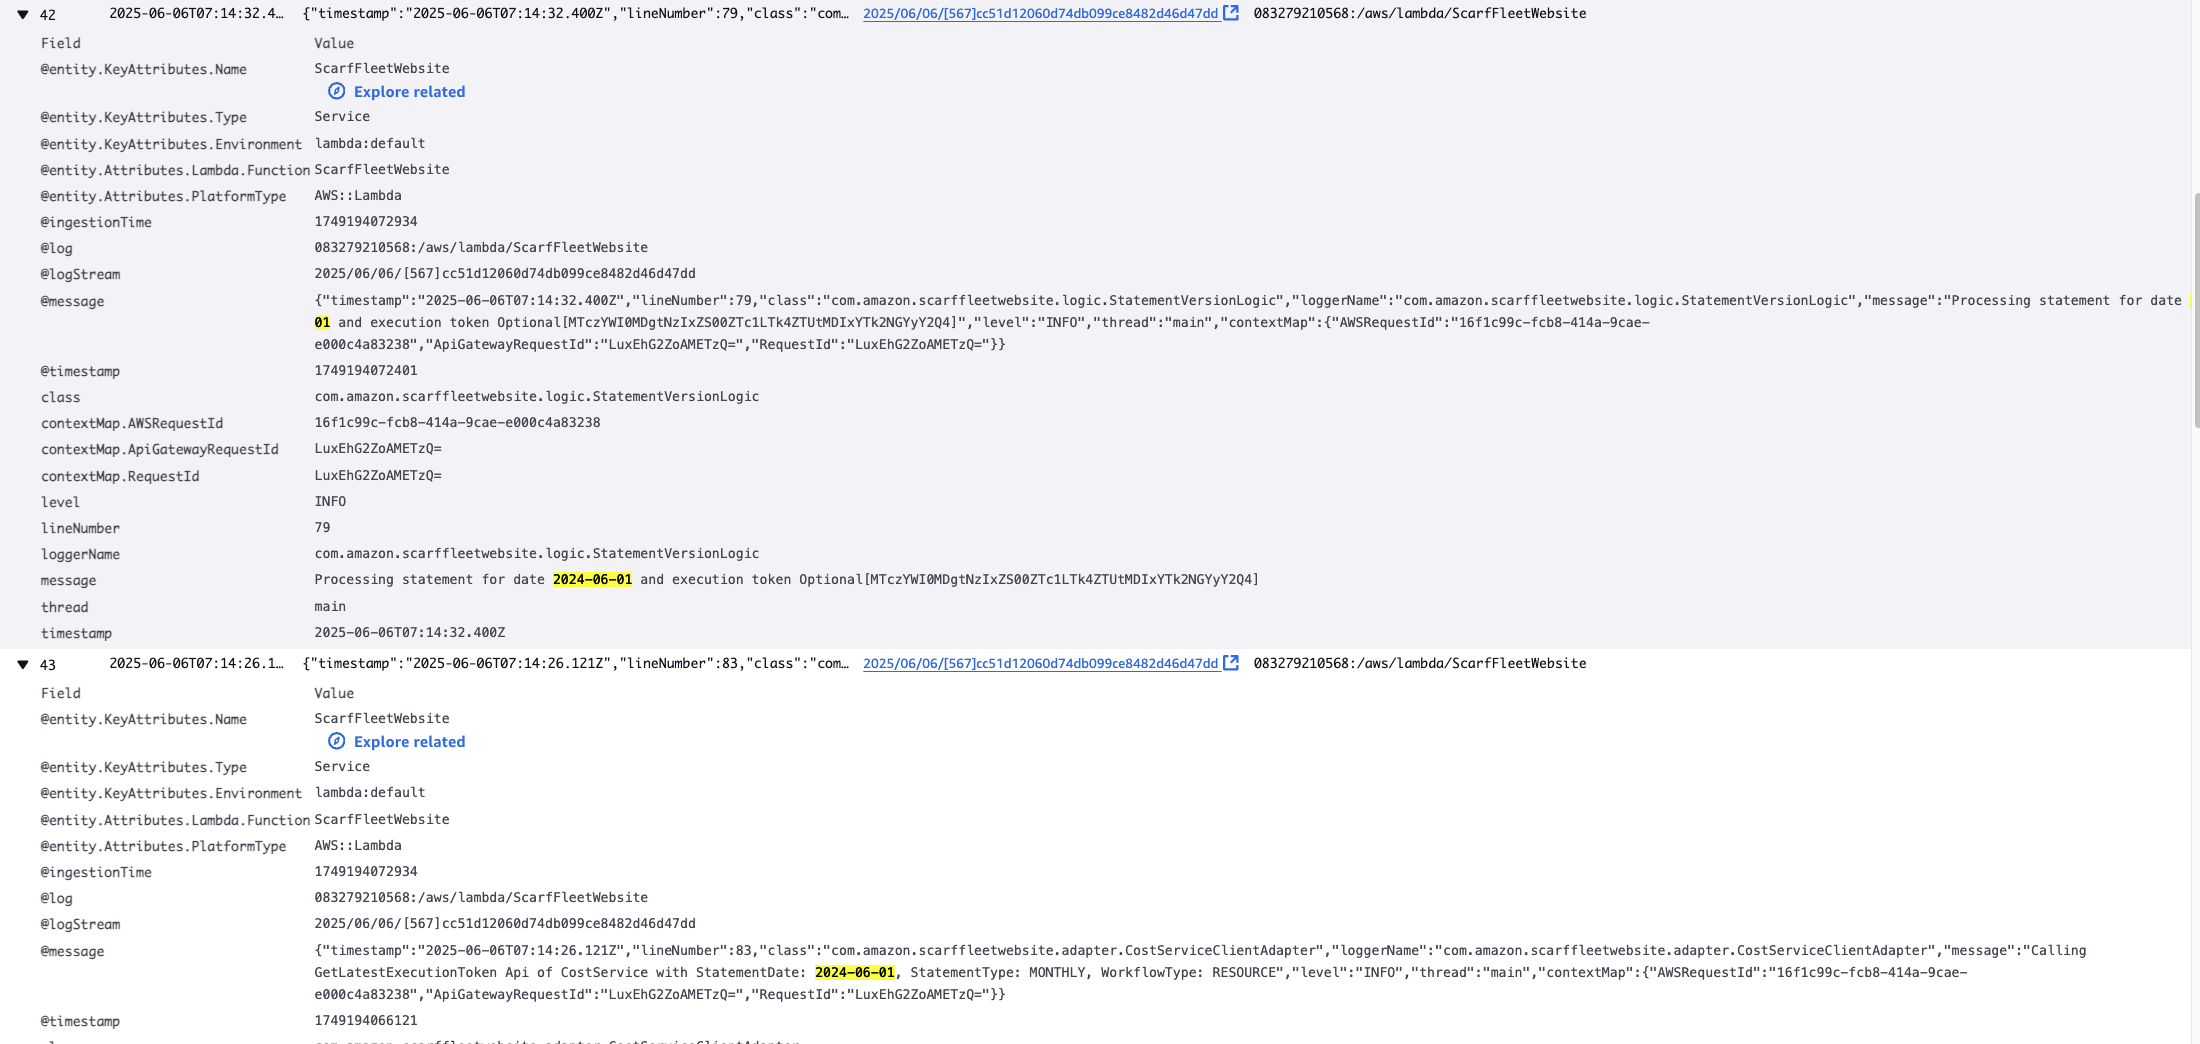 42 2025-06-06T07:14:32.4… {"timestamp":"2025-06-06T07:14:32.400Z","lineNumber":79,"class":"com… 2025/06/06/[567]cc51d12060d74db099ce8482d46d47dd 083279210568:/aws/lambda/ScarfFleetWebsite
Field Value
@entity.KeyAttributes.Name ScarfFleetWebsite
Explore related
@entity.KeyAttributes.Type Service
@entity.KeyAttributes.Environment lambda:default
@entity.Attributes.Lambda.Function ScarfFleetWebsite
@entity.Attributes.PlatformType AWS::Lambda
@ingestionTime 1749194072934
@log 083279210568:/aws/lambda/ScarfFleetWebsite
@logStream 2025/06/06/[567]cc51d12060d74db099ce8482d46d47dd
@message {"timestamp":"2025-06-06T07:14:32.400Z","lineNumber":79,"class":"com.amazon.scarffleetwebsite.logic.StatementVersionLogic","loggerName":"com.amazon.scarffleetwebsite.logic.StatementVersionLogic","message":"Processing statement for date
01 and execution token Optional[MTczYWI0MDgtNzIxZS00ZTc1LTk4ZTUtMDIxYTk2NGYyY2Q4]","level":"INFO","thread":"main","contextMap":{"AWSRequestId":"16f1c99c-fcb8-414a-9cae-
e000c4a83238","ApiGatewayRequestId":"LuxEhG2ZoAMETzQ=","RequestId":"LuxEhG2ZoAMETzQ="}}
@timestamp 1749194072401
class com.amazon.scarffleetwebsite.logic.StatementVersionLogic
contextMap.AWSRequestId 16f1c99c-fcb8-414a-9cae-e000c4a83238
contextMap.ApiGatewayRequestId LuxEhG2ZoAMETzQ=
contextMap.RequestId LuxEhG2ZoAMETzQ=
level INFO
lineNumber 79
loggerName com.amazon.scarffleetwebsite.logic.StatementVersionLogic
message Processing statement for date 2024-06-01 and execution token Optional[MTczYWI0MDgtNzIxZS00ZTc1LTk4ZTUtMDIxYTk2NGYyY2Q4]
thread main
timestamp 2025-06-06T07:14:32.400Z
43 2025-06-06T07:14:26.1… {"timestamp":"2025-06-06T07:14:26.121Z","lineNumber":83,"class":"com… 2025/06/06/[567]cc51d12060d74db099ce8482d46d47dd 083279210568:/aws/lambda/ScarfFleetWebsite
Field Value
@entity.KeyAttributes.Name ScarfFleetWebsite
Explore related
@entity.KeyAttributes.Type Service
@entity.KeyAttributes.Environment lambda:default
@entity.Attributes.Lambda.Function ScarfFleetWebsite
@entity.Attributes.PlatformType AWS::Lambda
@ingestionTime 1749194072934
@log 083279210568:/aws/lambda/ScarfFleetWebsite
@logStream 2025/06/06/[567]cc51d12060d74db099ce8482d46d47dd
@message {"timestamp":"2025-06-06T07:14:26.121Z","lineNumber":83,"class":"com.amazon.scarffleetwebsite.adapter.CostServiceClientAdapter","loggerName":"com.amazon.scarffleetwebsite.adapter.CostServiceClientAdapter","message":"Calling
GetLatestExecutionToken Api of CostService with StatementDate: 2024-06-01, StatementType: MONTHLY, WorkflowType: RESOURCE","level":"INFO","thread":"main","contextMap":{"AWSRequestId":"16f1c99c-fcb8-414a-9cae-
e000c4a83238","ApiGatewayRequestId":"LuxEhG2ZoAMETzQ=","RequestId":"LuxEhG2ZoAMETzQ="}}
@timestamp 1749194066121